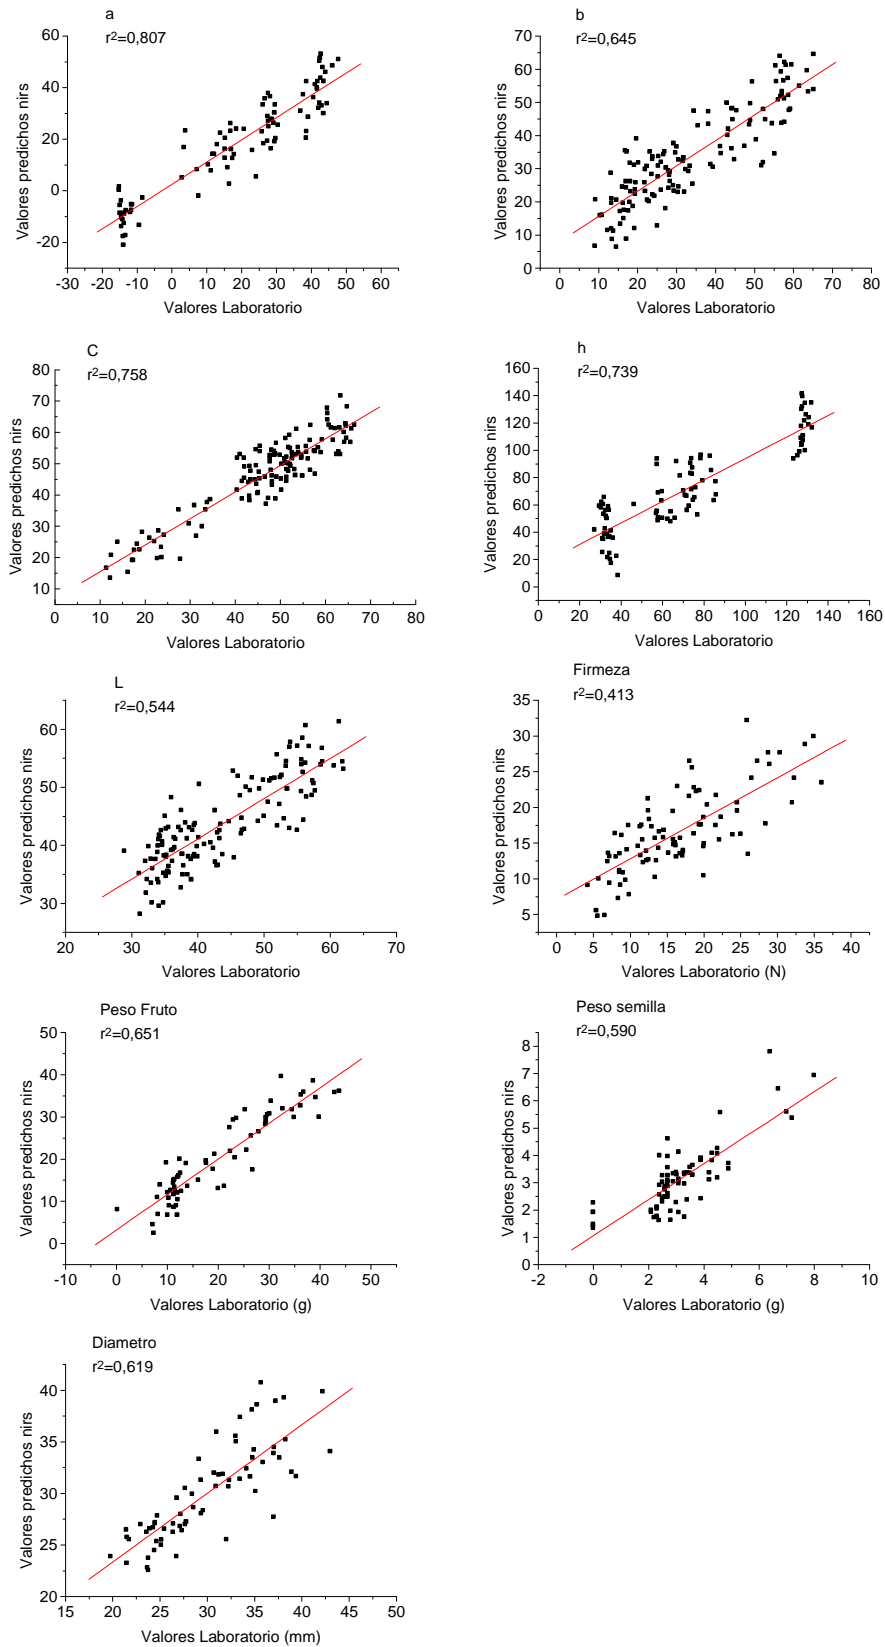 a
r²=0,807
60
40
20
0
-20
-30 -20 -10 0 10 20 30 40 50 60
Valores predichos nirs
Valores Laboratorio
b
r²=0,645
70
60
50
40
30
20
10
0
0 10 20 30 40 50 60 70 80
Valores predichos nirs
Valores Laboratorio
C
r²=0,758
80
70
60
50
40
30
20
10
0 10 20 30 40 50 60 70 80
Valores predichos nirs
Valores Laboratorio
h
r²=0,739
160
140
120
100
80
60
40
20
0
0 20 40 60 80 100 120 140 160
Valores predichos nirs
Valores Laboratorio
L
r²=0,544
60
50
40
30
20 30 40 50 60 70
Valores predichos nirs
Valores Laboratorio
Firmeza
r²=0,413
35
30
25
20
15
10
5
0 5 10 15 20 25 30 35 40
Valores predichos nirs
Valores Laboratorio (N)
Peso Fruto
r²=0,651
50
40
30
20
10
0
-10 0 10 20 30 40 50
Valores predichos nirs
Valores Laboratorio (g)
Peso semilla
r²=0,590
8
7
6
5
4
3
2
1
0
-2 0 2 4 6 8 10
Valores predichos nirs
Valores Laboratorio (g)
Diametro
r²=0,619
40
35
30
25
20
15 20 25 30 35 40 45 50
Valores predichos nirs
Valores Laboratorio (mm)